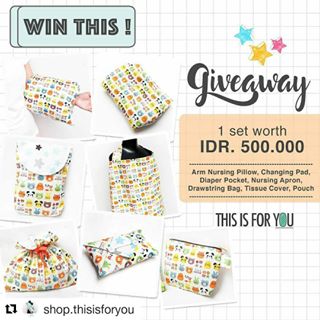 WIN THIS !
Giveaway
1 set worth
IDR. 500.000
Arm Nursing Pillow, Changing Pad,
Diaper Pocket, Nursing Apron,
Drawstring Bag, Tissue Cover, Pouch
THIS IS FOR YOU
shop.thisisforyou